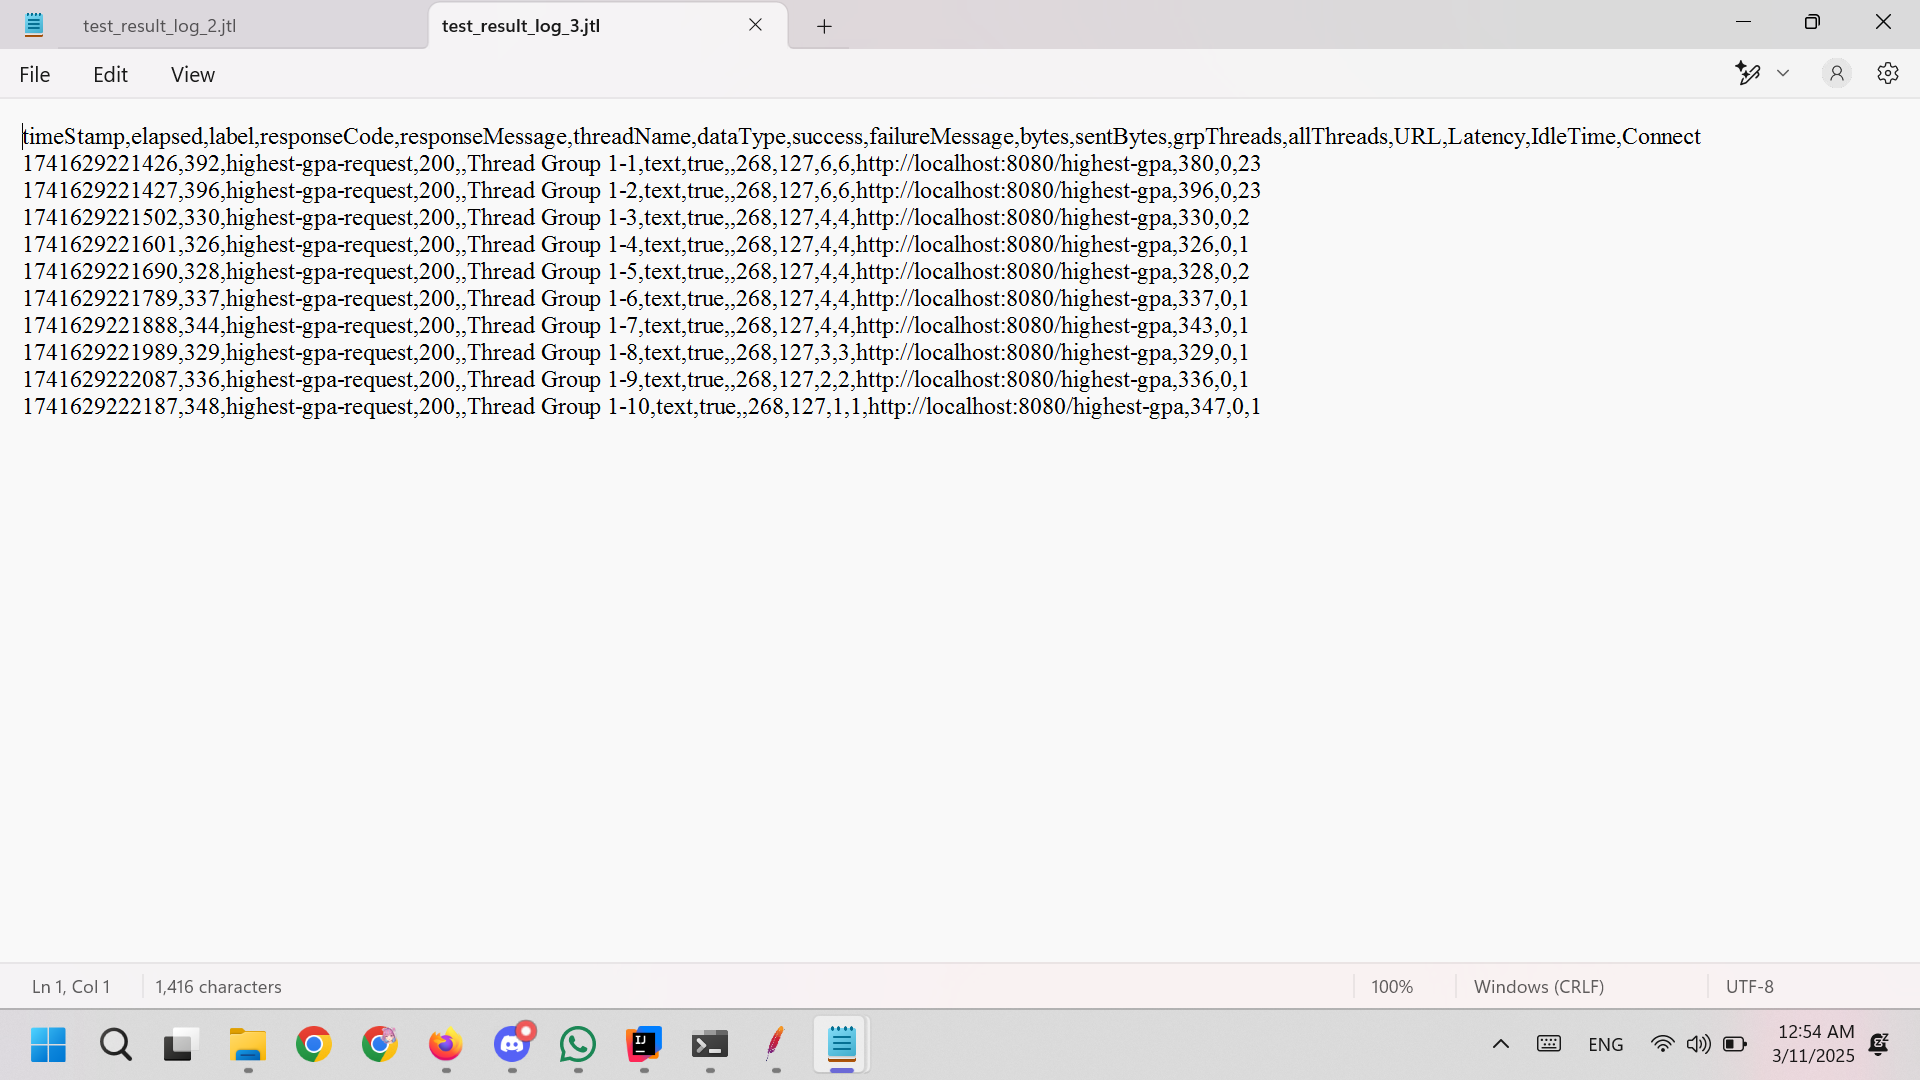 test_result_log_2.jtl
test_result_log_3.jtl
File Edit View
timeStamp,elapsed,label,responseCode,responseMessage,threadName,dataType,success,failureMessage,bytes,sentBytes,grpThreads,allThreads,URL,Latency,IdleTime,Connect
1741629221426,392,highest-gpa-request,200,,Thread Group 1-1,text,true,,268,127,6,6,http://localhost:8080/highest-gpa,380,0,23
1741629221427,396,highest-gpa-request,200,,Thread Group 1-2,text,true,,268,127,6,6,http://localhost:8080/highest-gpa,396,0,23
1741629221502,330,highest-gpa-request,200,,Thread Group 1-3,text,true,,268,127,4,4,http://localhost:8080/highest-gpa,330,0,2
1741629221601,326,highest-gpa-request,200,,Thread Group 1-4,text,true,,268,127,4,4,http://localhost:8080/highest-gpa,326,0,1
1741629221690,328,highest-gpa-request,200,,Thread Group 1-5,text,true,,268,127,4,4,http://localhost:8080/highest-gpa,328,0,2
1741629221789,337,highest-gpa-request,200,,Thread Group 1-6,text,true,,268,127,4,4,http://localhost:8080/highest-gpa,337,0,1
1741629221888,344,highest-gpa-request,200,,Thread Group 1-7,text,true,,268,127,4,4,http://localhost:8080/highest-gpa,343,0,1
1741629221989,329,highest-gpa-request,200,,Thread Group 1-8,text,true,,268,127,3,3,http://localhost:8080/highest-gpa,329,0,1
1741629222087,336,highest-gpa-request,200,,Thread Group 1-9,text,true,,268,127,2,2,http://localhost:8080/highest-gpa,336,0,1
1741629222187,348,highest-gpa-request,200,,Thread Group 1-10,text,true,,268,127,1,1,http://localhost:8080/highest-gpa,347,0,1
Ln 1, Col 1 1,416 characters 100% Windows (CRLF) UTF-8
IJ
ENG
12:54 AM
3/11/2025